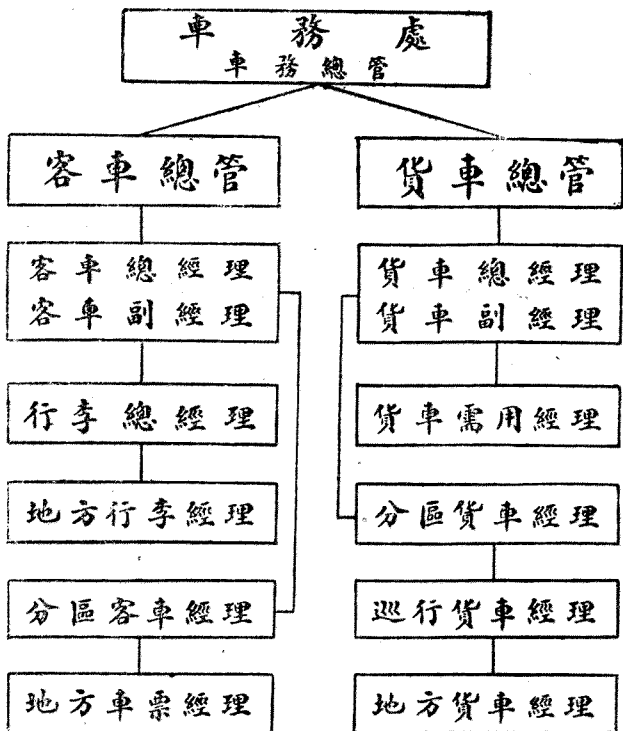 車務處
車務總管
客車總管
貨車總管
客車總經理
客車副經理
貨車總經理
貨車副經理
行李總經理
貨車需用經理
地方行李經理
分區貨車經理
分區客車經理
巡行貨車經理
地方車票經理
地方貨車經理